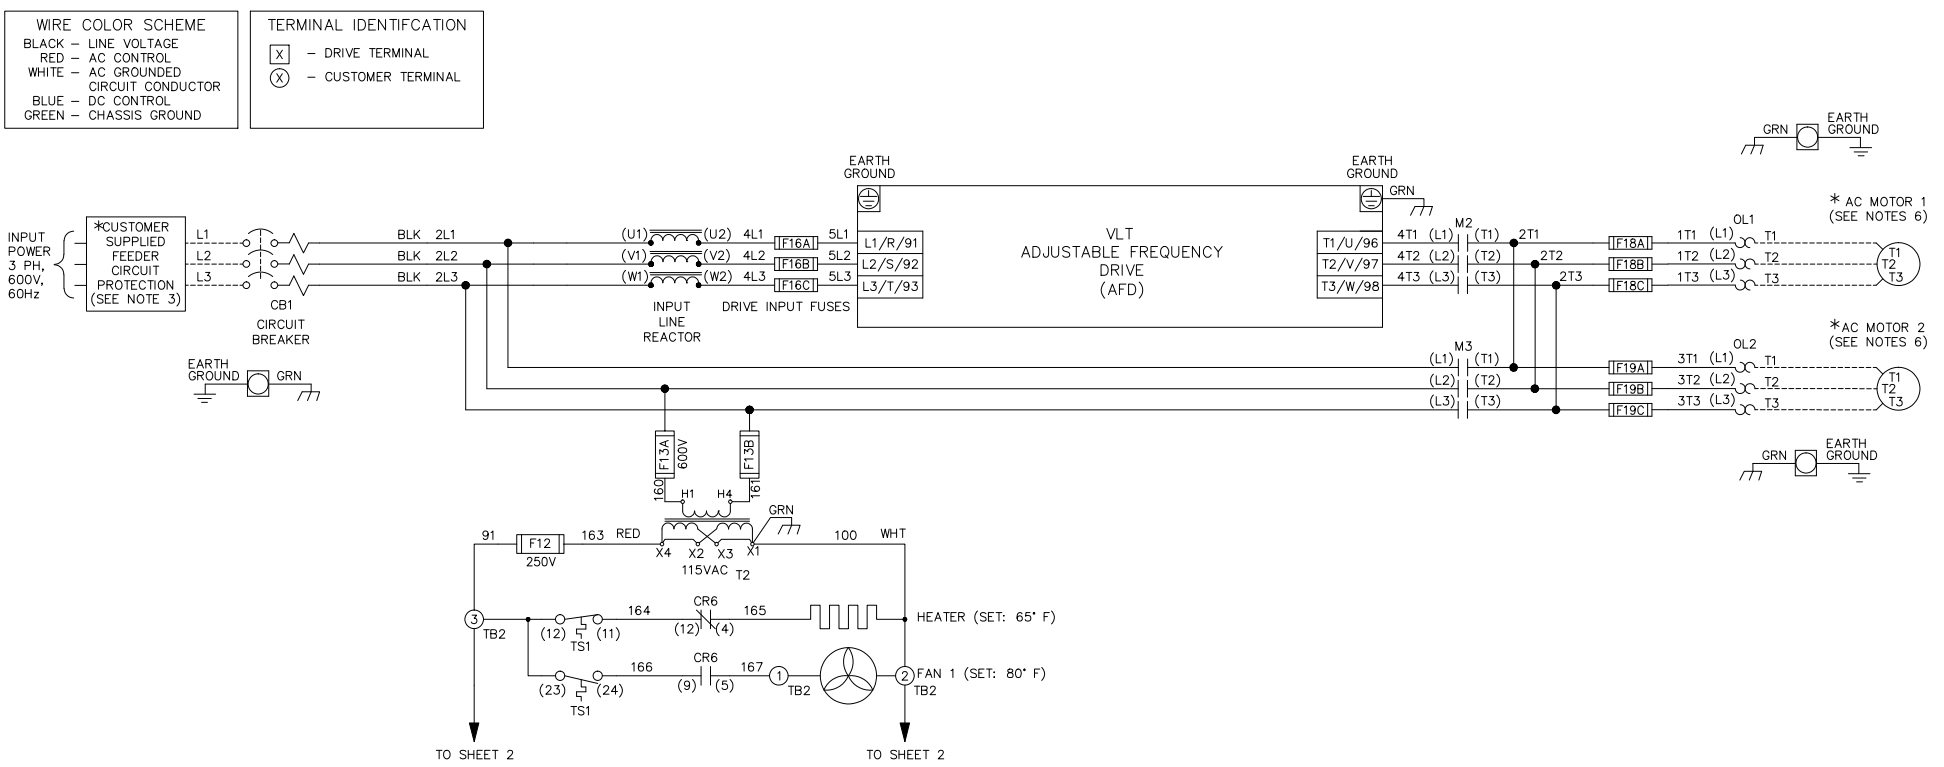 WIRE COLOR SCHEME
BLACK – LINE VOLTAGE
RED – AC CONTROL
WHITE – AC GROUNDED
CIRCUIT CONDUCTOR
BLUE – DC CONTROL
GREEN – CHASSIS GROUND
TERMINAL IDENTIFCATION
X – DRIVE TERMINAL
X – CUSTOMER TERMINAL
INPUT
POWER
3 PH,
600V,
60Hz
*CUSTOMER
SUPPLIED
FEEDER
CIRCUIT
PROTECTION
(SEE NOTE 3)
L1
L2
L3
CB1
CIRCUIT
BREAKER
EARTH
GROUND
GRN
BLK 2L1
BLK 2L2
BLK 2L3
(U1) (U2) 4L1 F16A 5L1
(V1) (V2) 4L2 F16B 5L2
(W1) (W2) 4L3 F16C 5L3
INPUT
LINE
REACTOR
DRIVE INPUT FUSES
EARTH
GROUND
L1/R/91
L2/S/92
L3/T/93
VLT
ADJUSTABLE FREQUENCY
DRIVE
(AFD)
EARTH
GROUND
GRN
T1/U/96
T2/V/97
T3/W/98
M2
4T1 (L1) (T1) 2T1 F18A 1T1 (L1) T1
4T2 (L2) (T2) 2T2 F18B 1T2 (L2) T2
4T3 (L3) (T3) 2T3 F18C 1T3 (L3) T3
OL1
GRN
EARTH
GROUND
* AC MOTOR 1
(SEE NOTES 6)
T1
T2
T3
M3
(L1) (T1) F19A 3T1 (L1) T1
(L2) (T2) F19B 3T2 (L2) T2
(L3) (T3) F19C 3T3 (L3) T3
OL2
*AC MOTOR 2
(SEE NOTES 6)
T1
T2
T3
GRN
EARTH
GROUND
F13A
600V
F13B
160
161
H1 H4
GRN
91 F12 163 RED
250V
X4 X2 X3 X1
100 WHT
115VAC T2
3
TB2
(12) (11)
TS1
164
CR6
(12) (4)
165
HEATER (SET: 65° F)
(23) (24)
TS1
166
CR6
(9) (5)
167
1
TB2
2
TB2
FAN 1 (SET: 80° F)
TO SHEET 2
TO SHEET 2